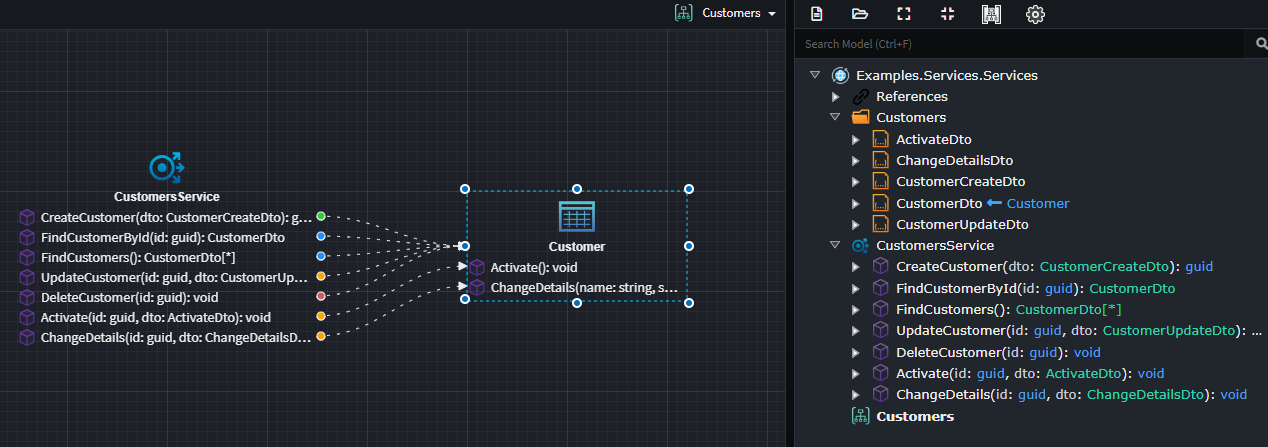 Customers
CustomersService
CreateCustomer(dto: CustomerCreateDto): g...
FindCustomerById(id: guid): CustomerDto
FindCustomers(): CustomerDto[*]
UpdateCustomer(id: guid, dto: CustomerUp...
DeleteCustomer(id: guid): void
Activate(id: guid, dto: ActivateDto): void
ChangeDetails(id: guid, dto: ChangeDetailsD...
Customer
Activate(): void
ChangeDetails(name: string, s...
Search Model (Ctrl+F)
Examples.Services.Services
References
Customers
ActivateDto
ChangeDetailsDto
CustomerCreateDto
CustomerDto Customer
CustomerUpdateDto
CustomersService
CreateCustomer(dto: CustomerCreateDto): guid
FindCustomerById(id: guid): CustomerDto
FindCustomers(): CustomerDto[*]
UpdateCustomer(id: guid, dto: CustomerUpdateDto): ...
DeleteCustomer(id: guid): void
Activate(id: guid, dto: ActivateDto): void
ChangeDetails(id: guid, dto: ChangeDetailsDto): void
Customers